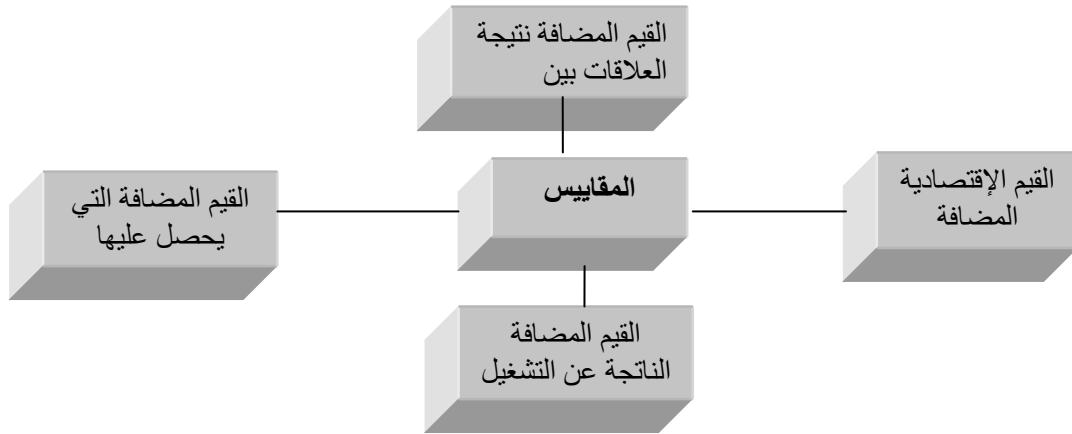 القيم المضافة نتيجة
العلاقات بين
القيم الإقتصادية
المضافة
المقاييس
القيم المضافة التي
يحصل عليها
القيم المضافة
الناتجة عن التشغيل